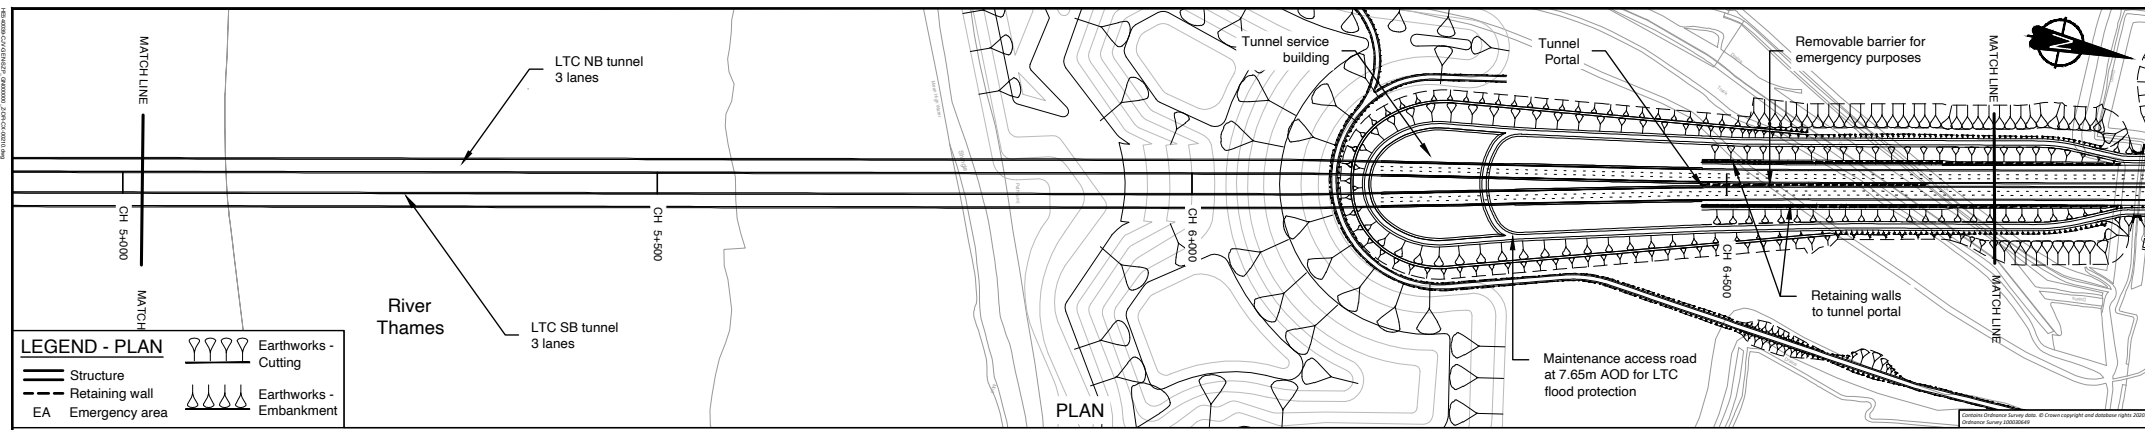 MATCH LINE
LTC NB tunnel
3 lanes
Tunnel service
building
Tunnel
Portal
Removable barrier for
emergency purposes
MATCH LINE
N
Mean High Water
Shingle
CH 5+000
CH 5+500
CH 6+000
CH 6+500
MATCH
River
Thames
LTC SB tunnel
3 lanes
Retaining walls
to tunnel portal
MATCH LINE
Maintenance access road
at 7.65m AOD for LTC
flood protection
PLAN
LEGEND - PLAN
Structure
Retaining wall
EA Emergency area
Earthworks -
Cutting
Earthworks -
Embankment
Contains Ordnance Survey data. © Crown copyright and database rights 2020
Ordnance Survey 100030649